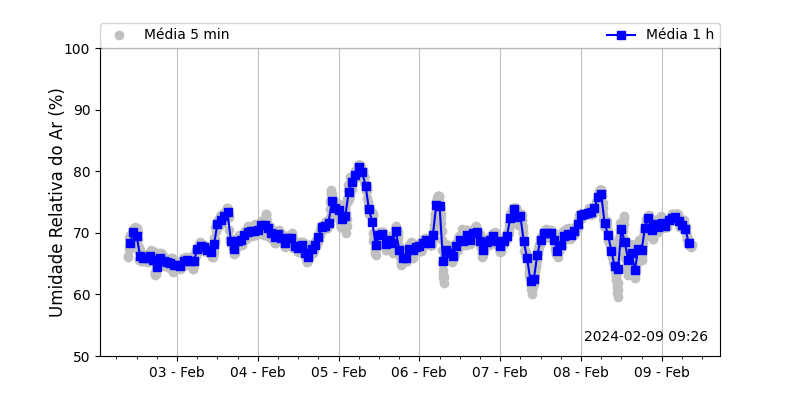 Média 5 min
Média 1 h
100
90
80
70
60
50
Umidade Relativa do Ar (%)
2024-02-09 09:26
03 - Feb
04 - Feb
05 - Feb
06 - Feb
07 - Feb
08 - Feb
09 - Feb